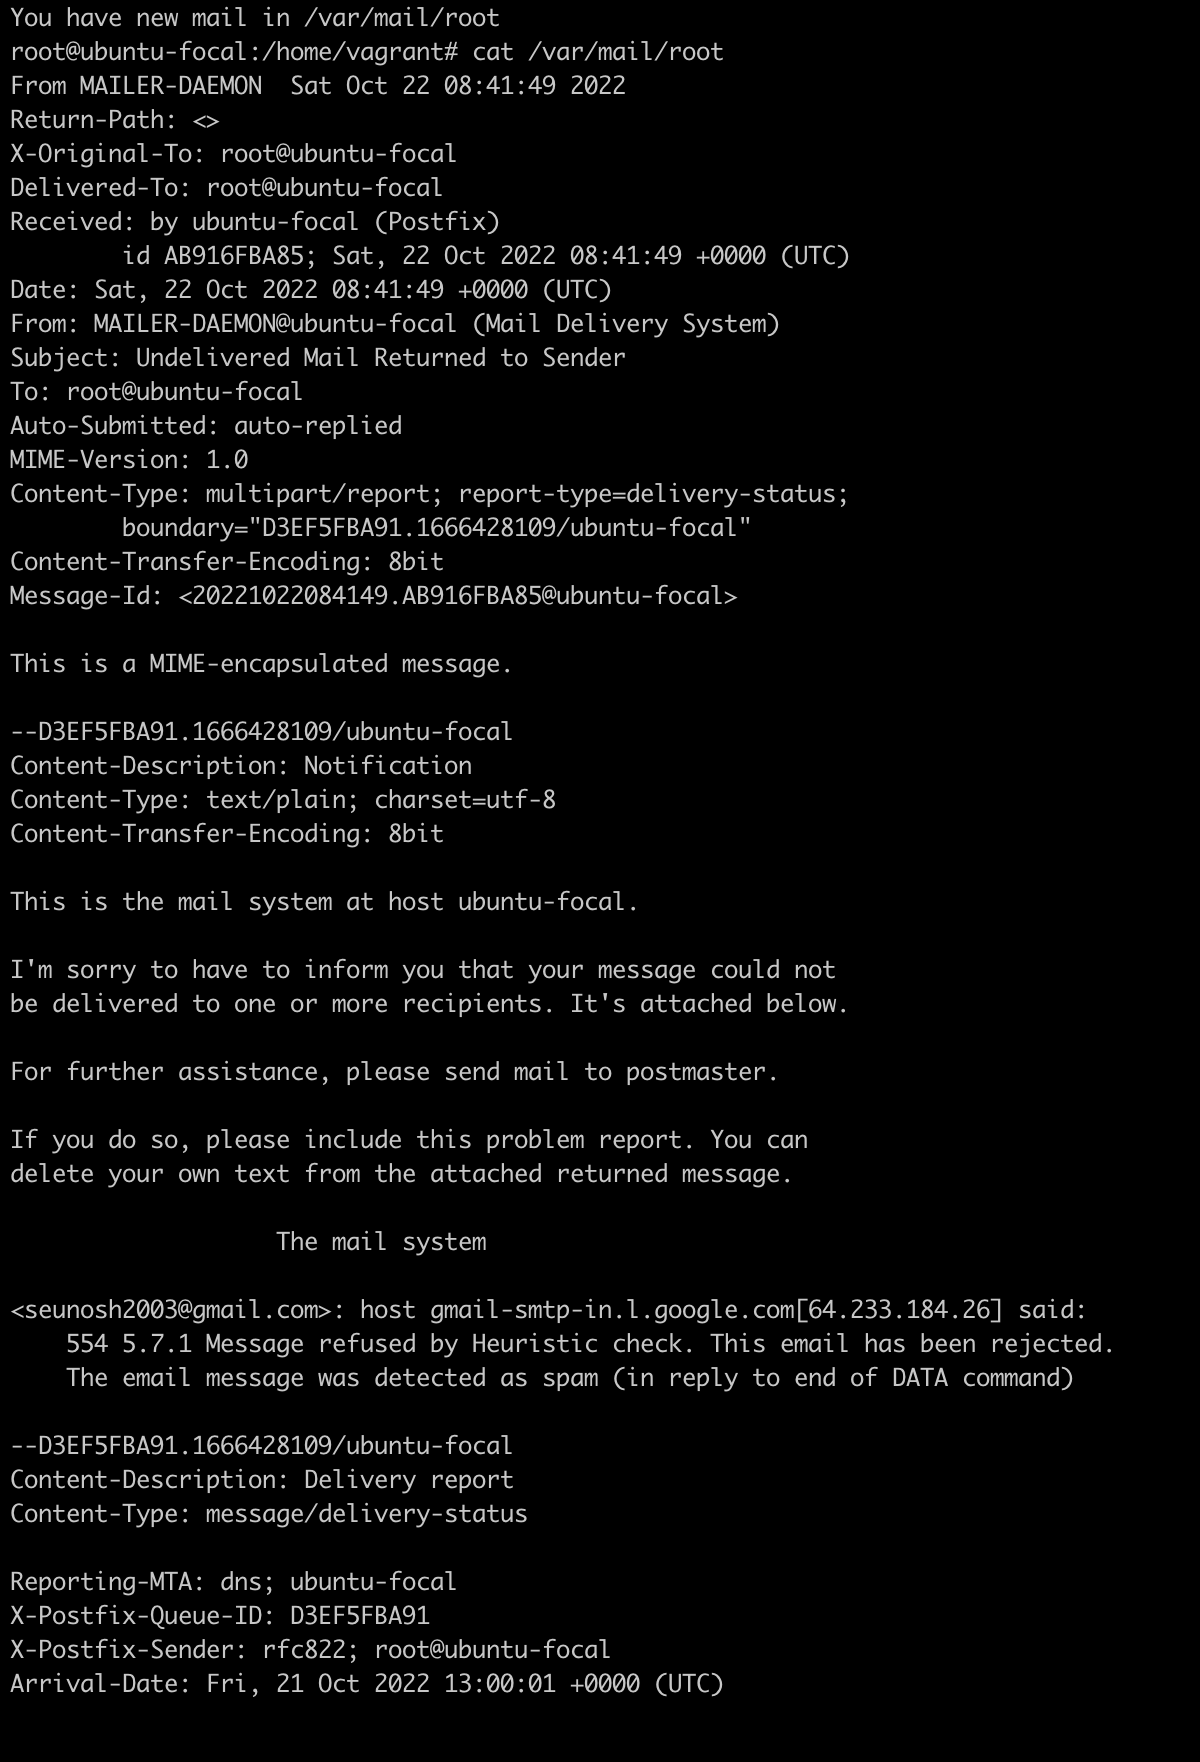 You have new mail in /var/mail/root
root@ubuntu-focal:/home/vagrant# cat /var/mail/root
From MAILER-DAEMON  Sat Oct 22 08:41:49 2022
Return-Path: <>
X-Original-To: root@ubuntu-focal
Delivered-To: root@ubuntu-focal
Received: by ubuntu-focal (Postfix)
        id AB916FBA85; Sat, 22 Oct 2022 08:41:49 +0000 (UTC)
Date: Sat, 22 Oct 2022 08:41:49 +0000 (UTC)
From: MAILER-DAEMON@ubuntu-focal (Mail Delivery System)
Subject: Undelivered Mail Returned to Sender
To: root@ubuntu-focal
Auto-Submitted: auto-replied
MIME-Version: 1.0
Content-Type: multipart/report; report-type=delivery-status;
        boundary="D3EF5FBA91.1666428109/ubuntu-focal"
Content-Transfer-Encoding: 8bit
Message-Id: <20221022084149.AB916FBA85@ubuntu-focal>

This is a MIME-encapsulated message.

--D3EF5FBA91.1666428109/ubuntu-focal
Content-Description: Notification
Content-Type: text/plain; charset=utf-8
Content-Transfer-Encoding: 8bit

This is the mail system at host ubuntu-focal.

I'm sorry to have to inform you that your message could not
be delivered to one or more recipients. It's attached below.

For further assistance, please send mail to postmaster.

If you do so, please include this problem report. You can
delete your own text from the attached returned message.

                   The mail system

<seunosh2003@gmail.com>: host gmail-smtp-in.l.google.com[64.233.184.26] said:
    554 5.7.1 Message refused by Heuristic check. This email has been rejected.
    The email message was detected as spam (in reply to end of DATA command)

--D3EF5FBA91.1666428109/ubuntu-focal
Content-Description: Delivery report
Content-Type: message/delivery-status

Reporting-MTA: dns; ubuntu-focal
X-Postfix-Queue-ID: D3EF5FBA91
X-Postfix-Sender: rfc822; root@ubuntu-focal
Arrival-Date: Fri, 21 Oct 2022 13:00:01 +0000 (UTC)